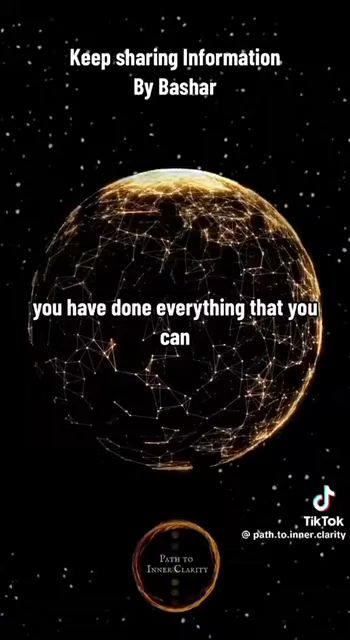 Keep sharing Information
By Bashar
you have done everything that you
can
TikTok
@ path.to.inner.clarity
Path to
Inner Clarity